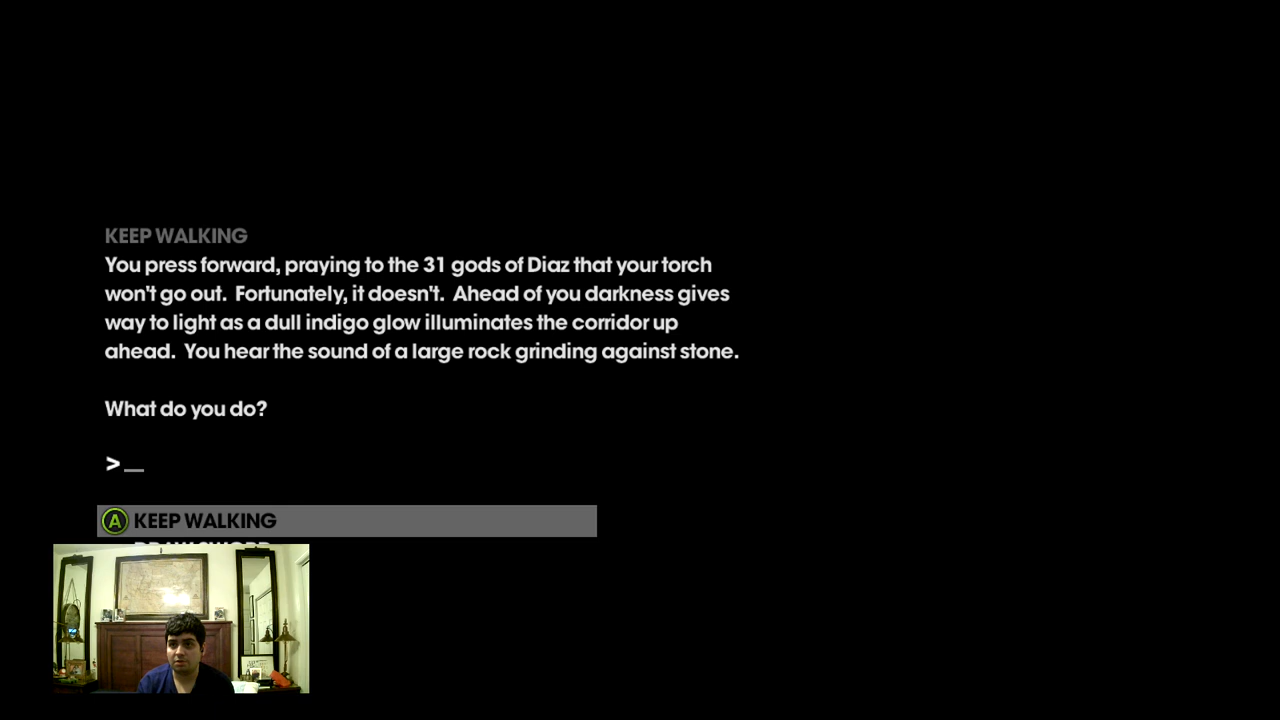 KEEP WALKING
You press forward, praying to the 31 gods of Diaz that your torch
won't go out. Fortunately, it doesn't. Ahead of you darkness gives
way to light as a dull indigo glow illuminates the corridor up
ahead. You hear the sound of a large rock grinding against stone.
What do you do?
>_
A KEEP WALKING